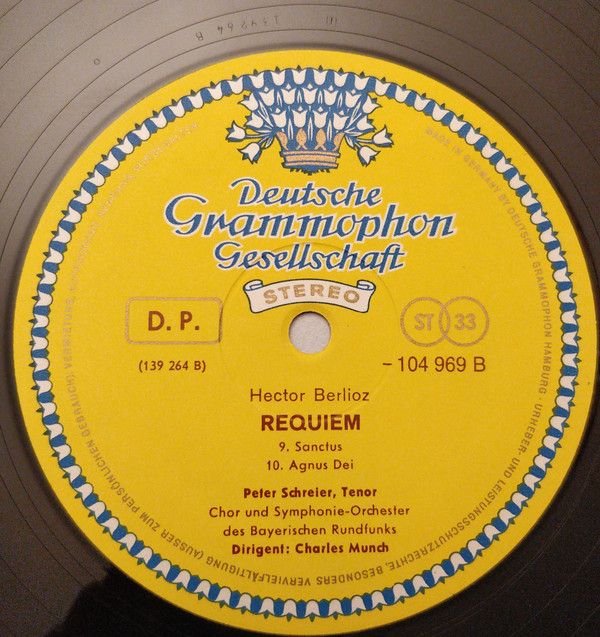 Deutsche
Grammophon
Gesellschaft
STEREO
D. P.
ST 33
(139 264 B)
– 104 969 B
Hector Berlioz
REQUIEM
9. Sanctus
10. Agnus Dei
Peter Schreier, Tenor
Chor und Symphonie-Orchester
des Bayerischen Rundfunks
Dirigent: Charles Munch
MADE IN GERMANY BY DEUTSCHE GRAMMOPHON HAMBURG · URHEBER- UND LEISTUNGSSCHUTZRECHTE, BESONDERS VERVIELFÄLTIGUNG (AUSSER ZUM PERSÖNLICHEN GEBRAUCH)